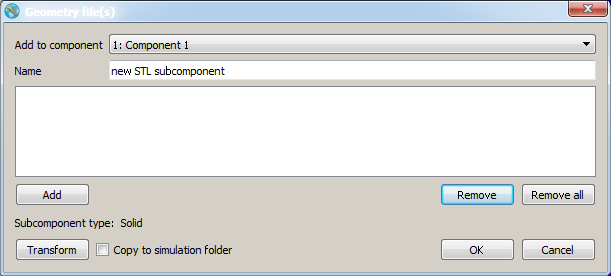 Geometry file(s)
Add to component 1: Component 1
Name new STL subcomponent
Add Remove Remove all
Subcomponent type: Solid
Transform Copy to simulation folder OK Cancel